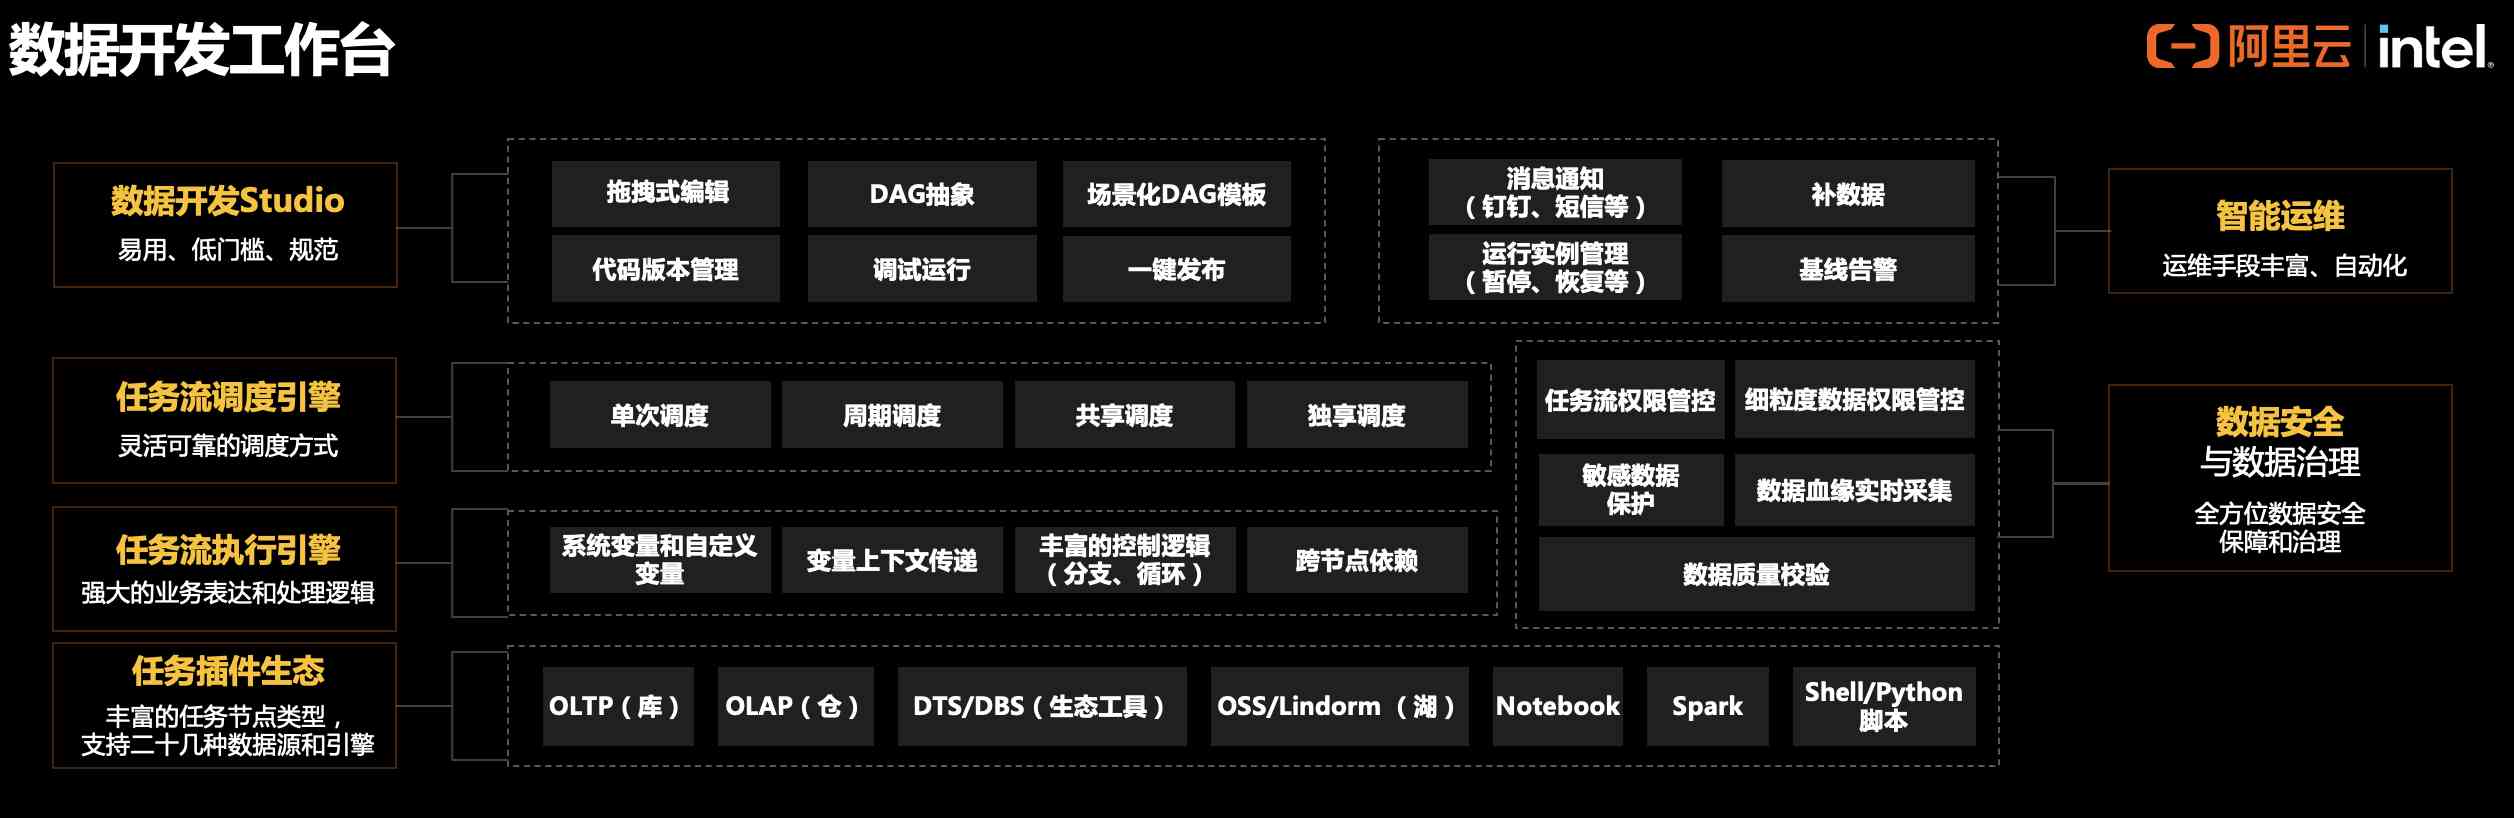 数据开发工作台
阿里云
intel
数据开发Studio
易用、低门槛、规范
拖拽式编辑
DAG抽象
场景化DAG模板
代码版本管理
调试运行
一键发布
消息通知
（钉钉、短信等）
补数据
运行实例管理
（暂停、恢复等）
基线告警
智能运维
运维手段丰富、自动化
任务流调度引擎
灵活可靠的调度方式
单次调度
周期调度
共享调度
独享调度
任务流权限管控
细粒度数据权限管控
敏感数据
保护
数据血缘实时采集
数据质量校验
数据安全
与数据治理
全方位数据安全
保障和治理
任务流执行引擎
强大的业务表达和处理逻辑
系统变量和自定义
变量
变量上下文传递
丰富的控制逻辑
（分支、循环）
跨节点依赖
任务插件生态
丰富的任务节点类型，
支持二十几种数据源和引擎
OLTP（库）
OLAP（仓）
DTS/DBS（生态工具）
OSS/Lindorm （湖）
Notebook
Spark
Shell/Python
脚本